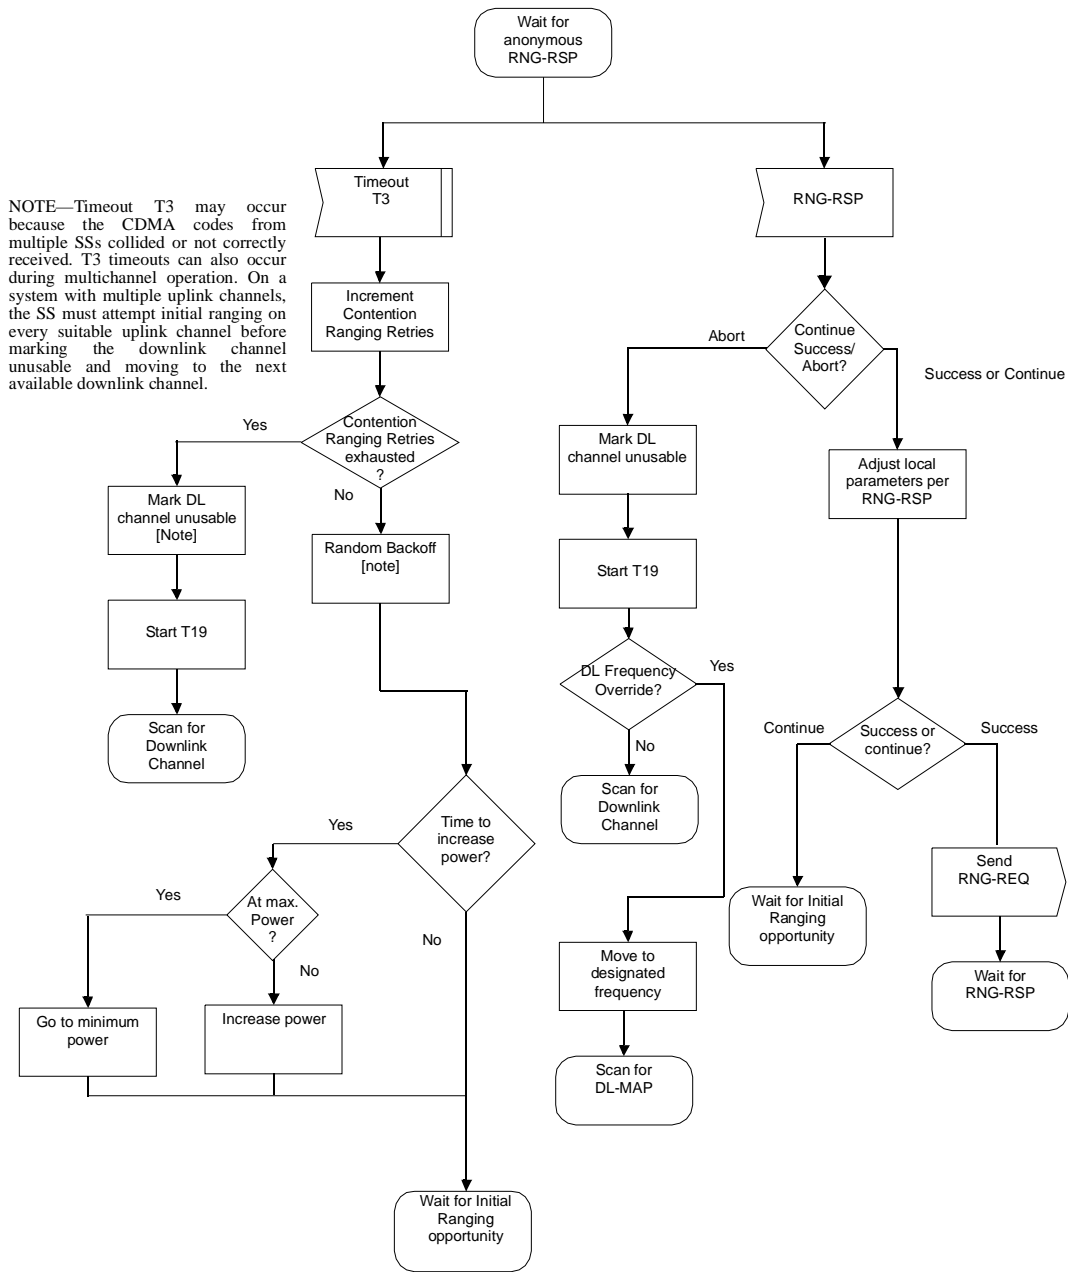 Wait for
anonymous
RNG-RSP
Timeout
T3
RNG-RSP
NOTE—Timeout T3 may occur
because the CDMA codes from
multiple SSs collided or not correctly
received. T3 timeouts can also occur
during multichannel operation. On a
system with multiple uplink channels,
the SS must attempt initial ranging on
every suitable uplink channel before
marking the downlink channel
unusable and moving to the next
available downlink channel.
Increment
Contention
Ranging Retries
Abort
Continue
Success/
Abort?
Success or Continue
Yes
Contention
Ranging Retries
exhausted
?
No
Mark DL
channel unusable
Adjust local
parameters per
RNG-RSP
Mark DL
channel unusable
[Note]
Random Backoff
[note]
Start T19
Start T19
DL Frequency
Override?
Yes
No
Scan for
Downlink
Channel
Continue
Success or
continue?
Success
Scan for
Downlink
Channel
Yes
Time to
increase
power?
No
Yes
At max.
Power
?
No
Send
RNG-REQ
Wait for Initial
Ranging
opportunity
Move to
designated
frequency
Wait for
RNG-RSP
Go to minimum
power
Increase power
Scan for
DL-MAP
Wait for Initial
Ranging
opportunity